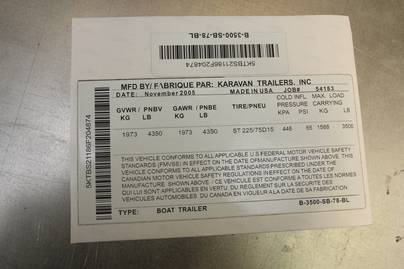 B-3500-SB-78-BL
5KTBS21186F204874
MFD BY/ FABRIQUE PAR: KARAVAN TRAILERS, INC
DATE: November 2005 MADE IN USA JOB# 54183
GVWR / PNBV GAWR / PNBE TIRE/PNEU COLD INFL. MAX. LOAD
KG LB KG LB PRESSURE CARRYING
KPA PSI KG LB
1973 4350 1973 4350 ST 225/75D15 448 65 1588 3500
THIS VEHICLE CONFORMS TO ALL APPLICABLE U.S FEDERAL MOTOR VEHICLE SAFETY
STANDARDS (FMVSS) IN EFFECT ON THE DATE OF MANUFACTURE SHOWN ABOVE. THIS
VEHICLE CONFORMS TO ALL APPLICABLE STANDARDS PRESCRIBED UNDER THE
CANADIAN MOTOR VEHICLE SAFETY REGULATIONS IN EFFECT ON THE DATE OF
MANUFACTURE SHOWN ABOVE / CE VEHICULE EST CONFORME A TOUTES LES NORMES
QUI LUI SONT APPLICABLES EN VERTU DU REGLEMENT SUR LA SECURITE DES
VEHICULES AUTOMOBILES DU CANADA EN VIGUEUR A LA DATE DE SA FABRICATION
B-3500-SB-78-BL
TYPE: BOAT TRAILER
5KTBS21186F204874